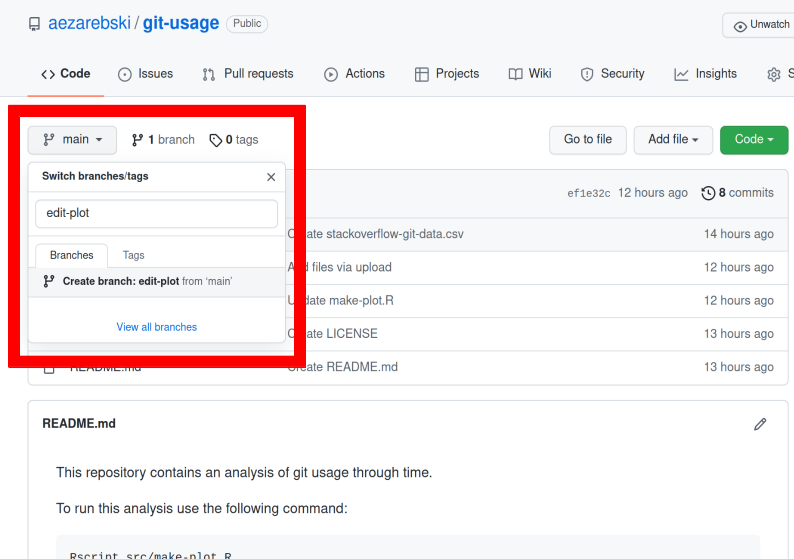 aezarebski / git-usage Public
Unwatch
Code Issues Pull requests Actions Projects Wiki Security Insights
main 1 branch 0 tags Go to file Add file Code
Switch branches/tags
ef1e32c 12 hours ago 8 commits
edit-plot
stackoverflow-git-data.csv 14 hours ago
Branches Tags
files via upload 12 hours ago
Create branch: edit-plot from ‘main’
make-plot.R 12 hours ago
View all branches
LICENSE 13 hours ago
README.md Create README.md 13 hours ago
README.md
This repository contains an analysis of git usage through time.
To run this analysis use the following command:
Rscript src/make-plot.R